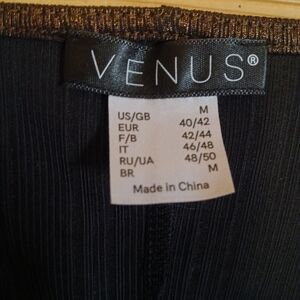 VENUS®
US/GB M
EUR 40/42
F/B 42/44
IT 46/48
RU/UA 48/50
BR M
Made in China